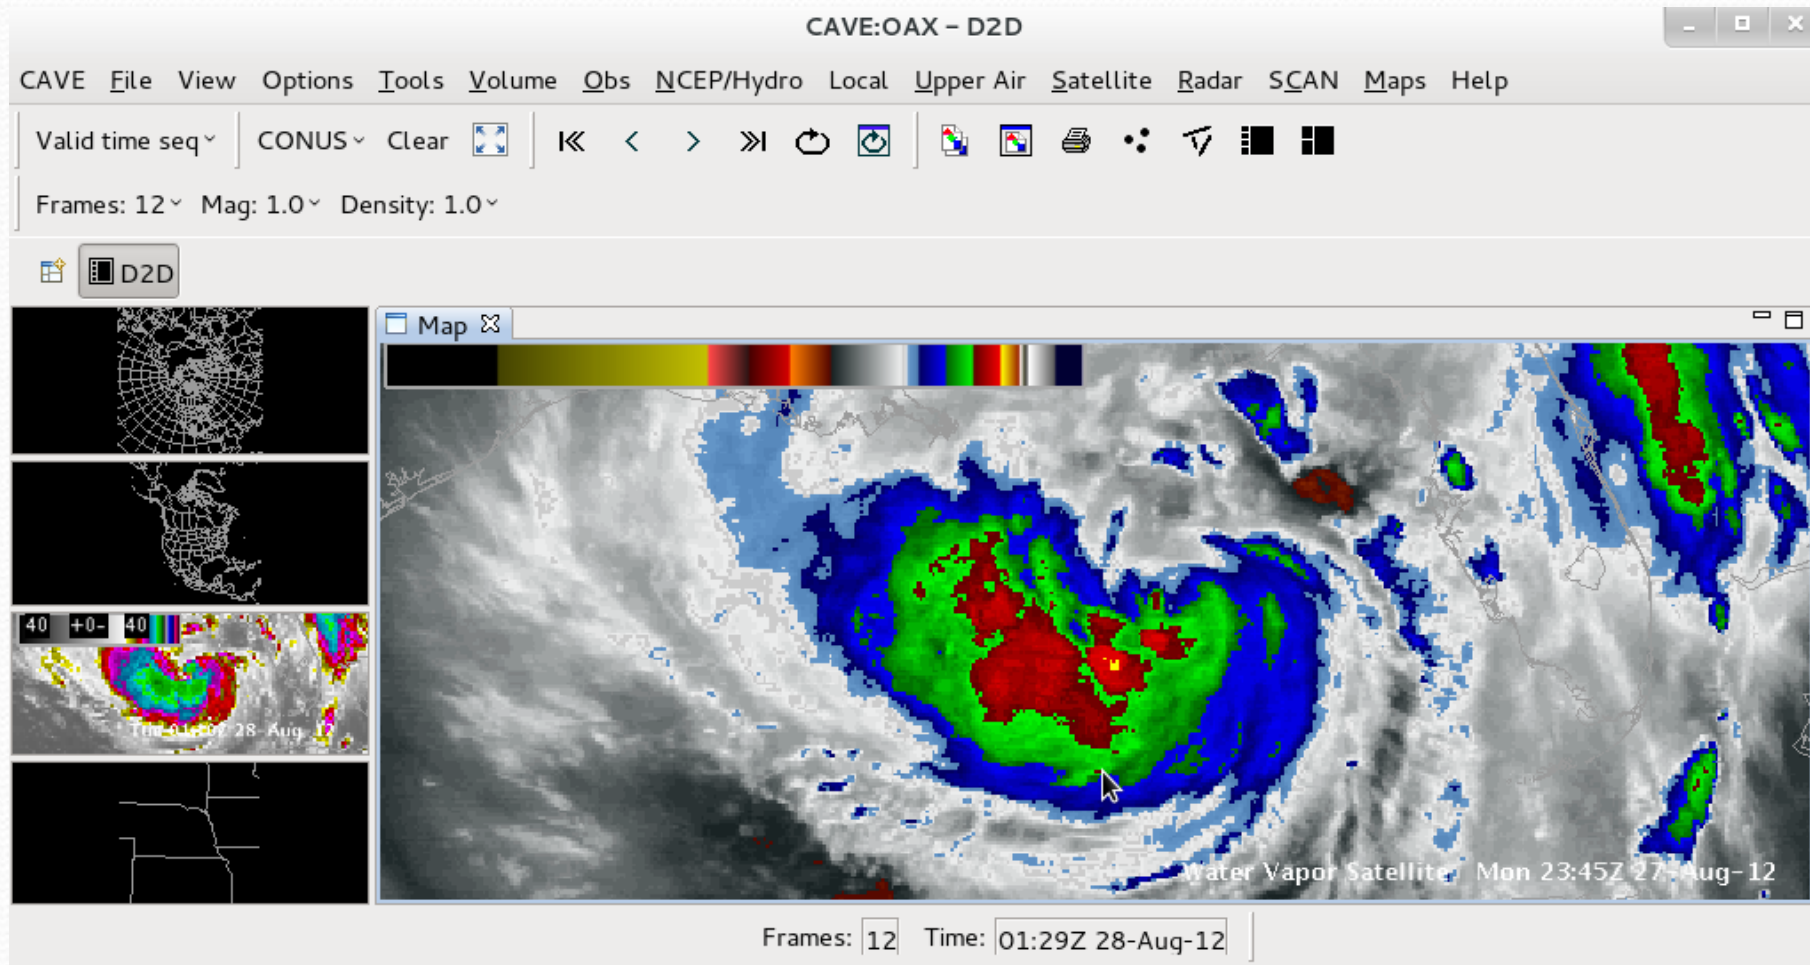 CAVE:OAX – D2D
CAVE File View Options Tools Volume Obs NCEP/Hydro Local Upper Air Satellite Radar SCAN Maps Help
Valid time seq CONUS Clear
Frames: 12 Mag: 1.0 Density: 1.0
D2D
Map
40 +0- 40
28-Aug
Water Vapor Satellite Mon 23:45Z 27-Aug-12
Frames: 12 Time: 01:29Z 28-Aug-12